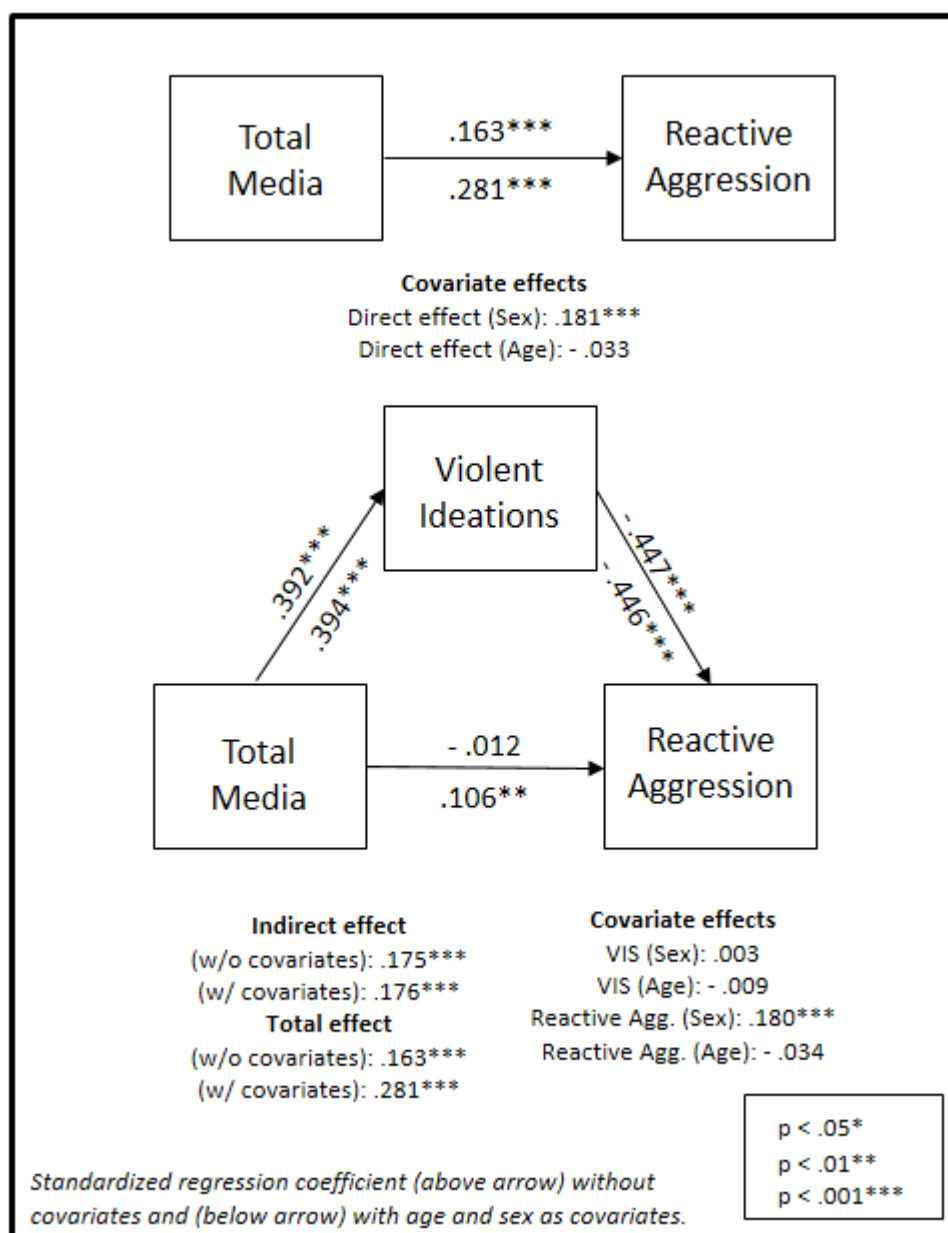 Total
Media
.163***
.281***
Reactive
Aggression
Covariate effects
Direct effect (Sex): .181***
Direct effect (Age): - .033
Violent
Ideations
.392***
.394***
- .447***
- .446***
Total
Media
- .012
.106**
Reactive
Aggression
Indirect effect
(w/o covariates): .175***
(w/ covariates): .176***
Total effect
(w/o covariates): .163***
(w/ covariates): .281***
Covariate effects
VIS (Sex): .003
VIS (Age): - .009
Reactive Agg. (Sex): .180***
Reactive Agg. (Age): - .034
p < .05*
p < .01**
p < .001***
Standardized regression coefficient (above arrow) without
covariates and (below arrow) with age and sex as covariates.